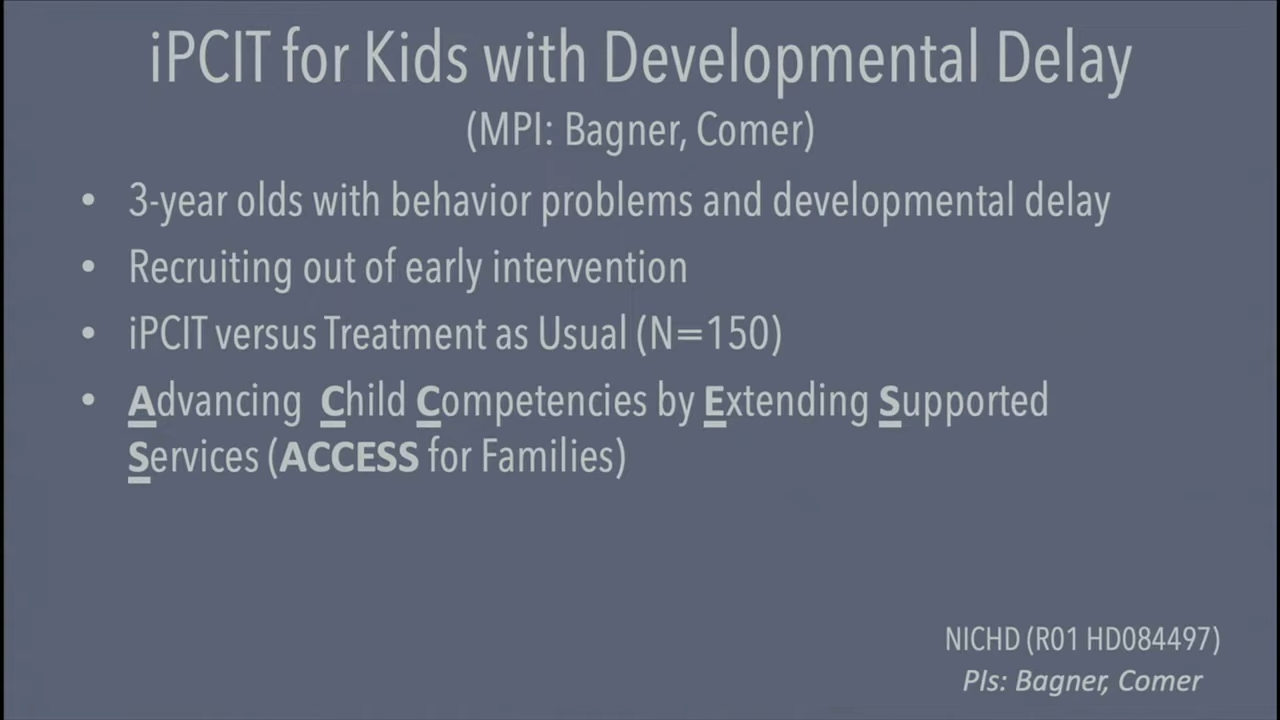 iPCIT for Kids with Developmental Delay
(MPI: Bagner, Comer)
• 3-year olds with behavior problems and developmental delay
• Recruiting out of early intervention
• iPCIT versus Treatment as Usual (N=150)
• Advancing Child Competencies by Extending Supported
Services (ACCESS for Families)
NICHD (R01 HD084497)
PIs: Bagner, Comer